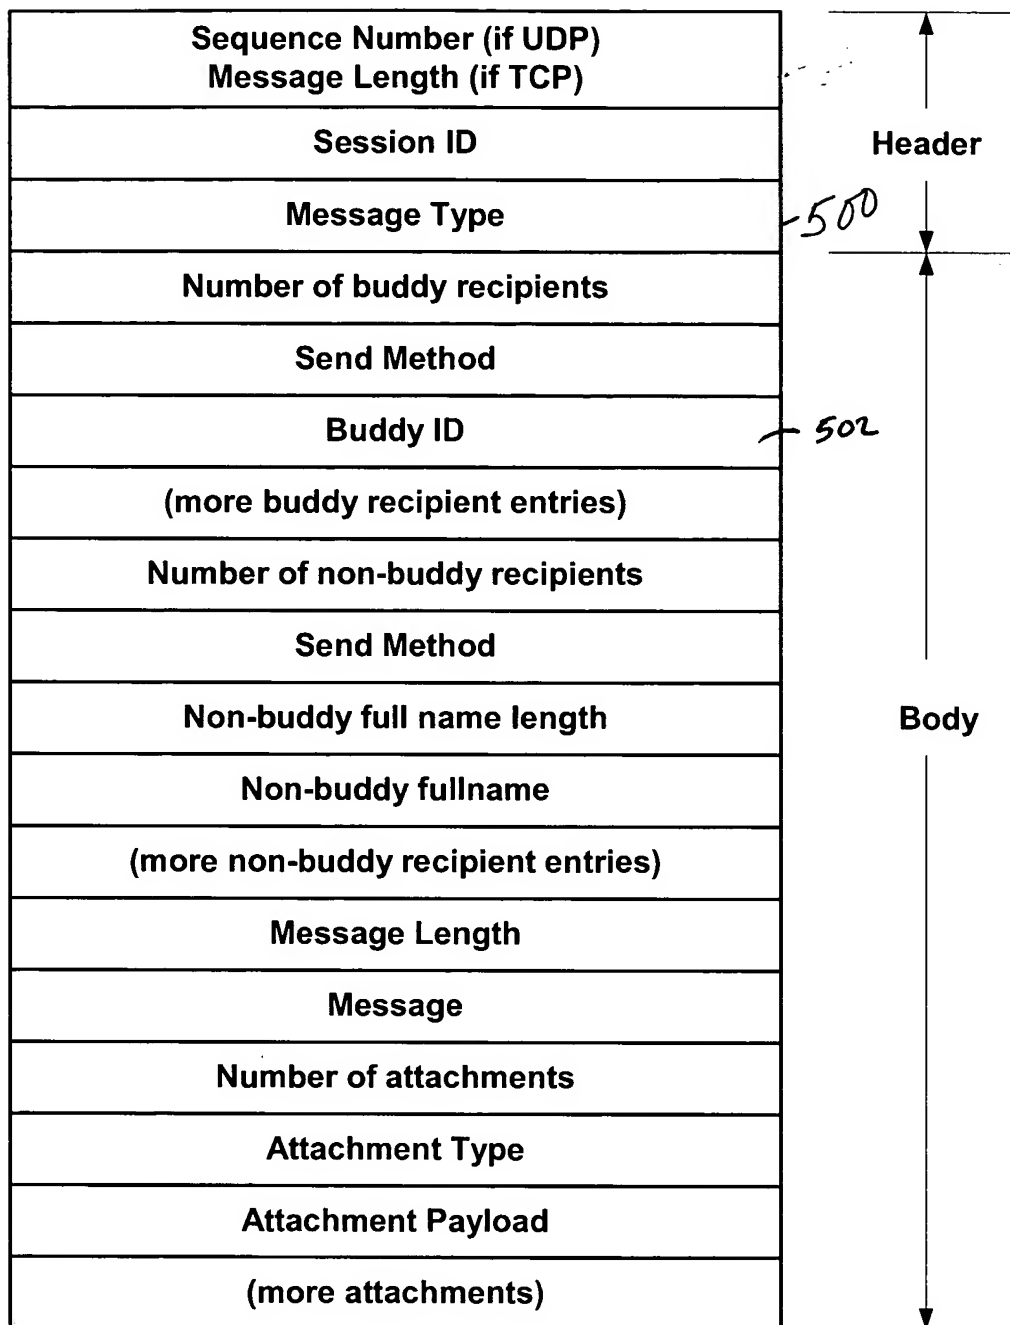 Sequence Number (if UDP)
Message Length (if TCP)
Session ID
Header
Message Type
500
Number of buddy recipients
Send Method
Buddy ID
502
(more buddy recipient entries)
Number of non-buddy recipients
Send Method
Non-buddy full name length
Body
Non-buddy fullname
(more non-buddy recipient entries)
Message Length
Message
Number of attachments
Attachment Type
Attachment Payload
(more attachments)